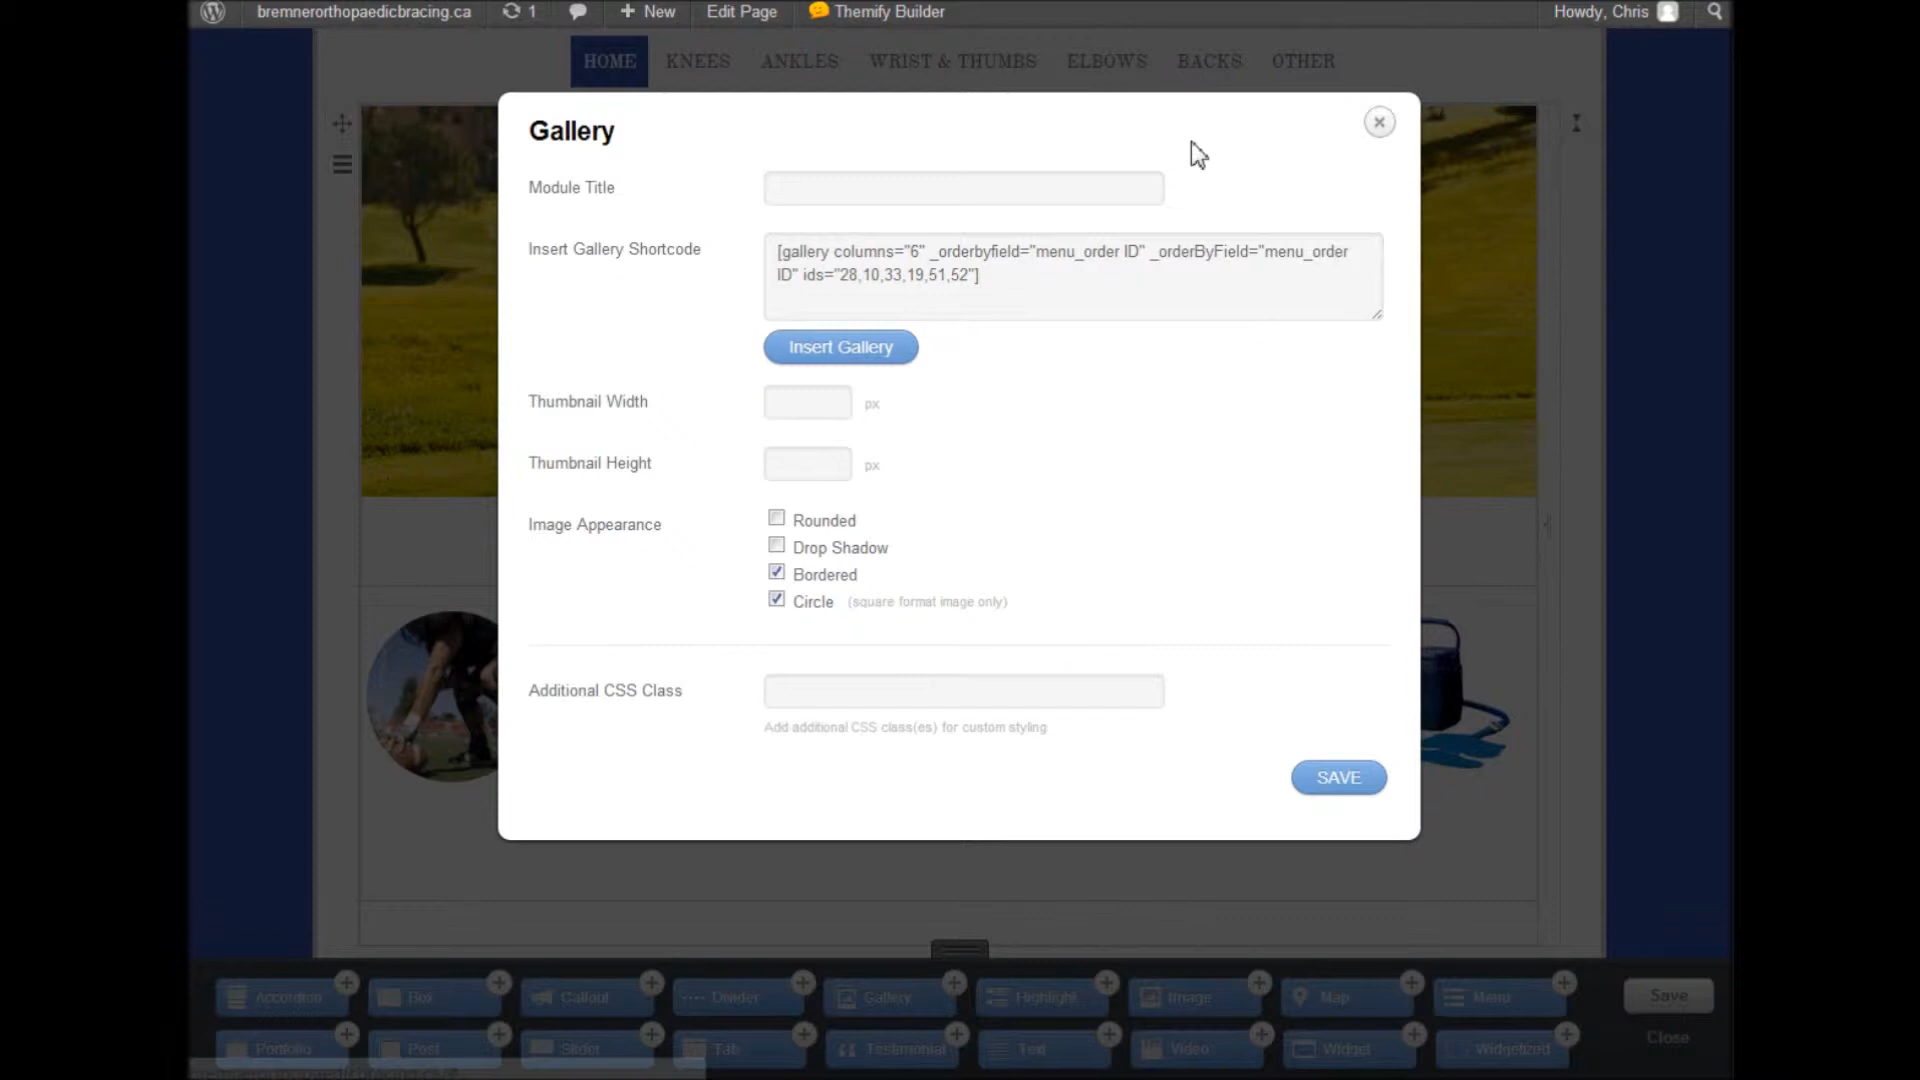 bremnerorthopaedicbracing.ca 1 New Edit Page Themify Builder Howdy, Chris
HOME KNEES ANKLES WRIST & THUMBS ELBOWS BACKS OTHER
Gallery
Module Title
Insert Gallery Shortcode
[gallery columns="6" _orderbyfield="menu_order ID" _orderByField="menu_order
ID" ids="28,10,33,19,51,52"]
Insert Gallery
Thumbnail Width px
Thumbnail Height px
Image Appearance
Rounded
Drop Shadow
Bordered
Circle (square format image only)
Additional CSS Class
Add additional CSS class(es) for custom styling
SAVE
Accordion Box Callout Divider Gallery Highlight Image Map Menu Save
Portfolio Post Slider Tab Testimonial Text Video Widget Widgetized Close